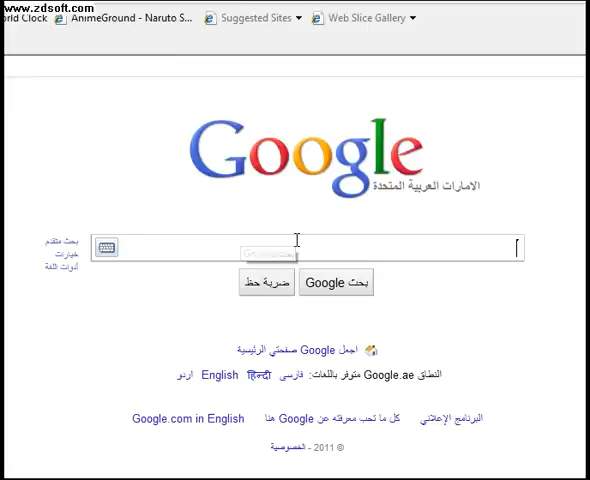 www.zdsoft.com
orld Clock AnimeGround - Naruto S... Suggested Sites Web Slice Gallery
Google
الامارات العربية المتحدة
بحث متقدم
خيارات
أدوات اللغة
بحث Google ضربة حظ
اجعل Google صفحتي الرئيسية
النطاق Google.ae متوفر باللغات: فارسی हिन्दी English اردو
البرنامج الإعلاني كل ما تحب معرفته عن Google هنا Google.com in English
© 2011 - الخصوصية